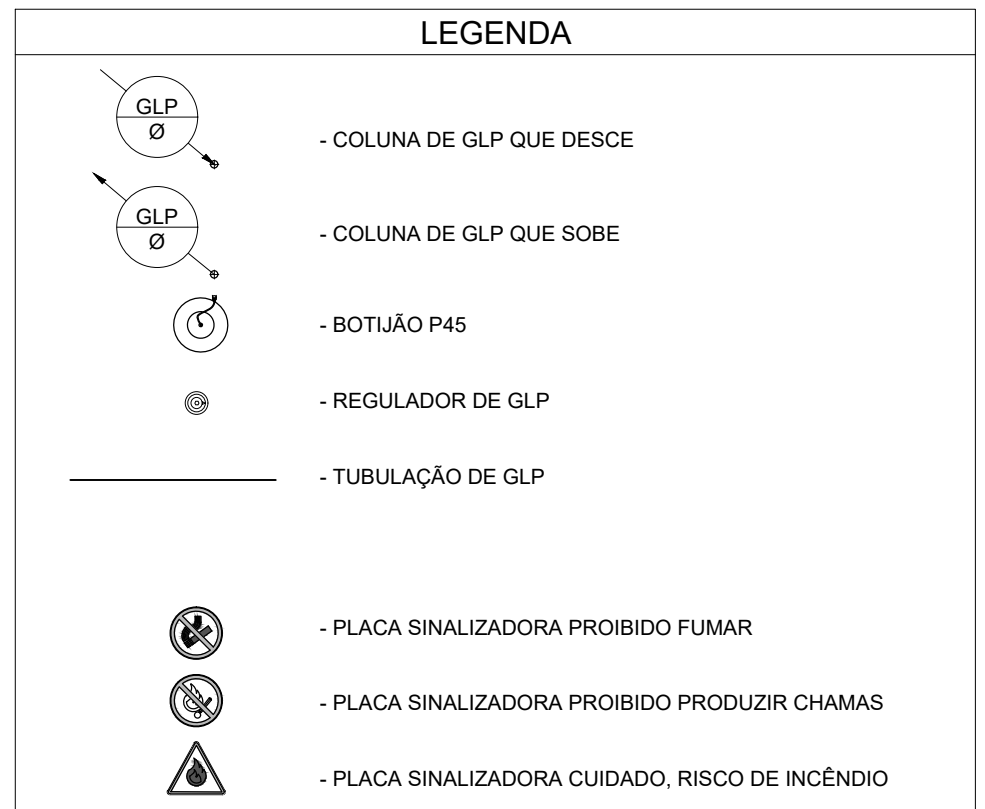 LEGENDA
GLP
Ø
- COLUNA DE GLP QUE DESCE
GLP
Ø
- COLUNA DE GLP QUE SOBE
- BOTIJÃO P45
- REGULADOR DE GLP
- TUBULAÇÃO DE GLP
- PLACA SINALIZADORA PROIBIDO FUMAR
- PLACA SINALIZADORA PROIBIDO PRODUZIR CHAMAS
- PLACA SINALIZADORA CUIDADO, RISCO DE INCÊNDIO